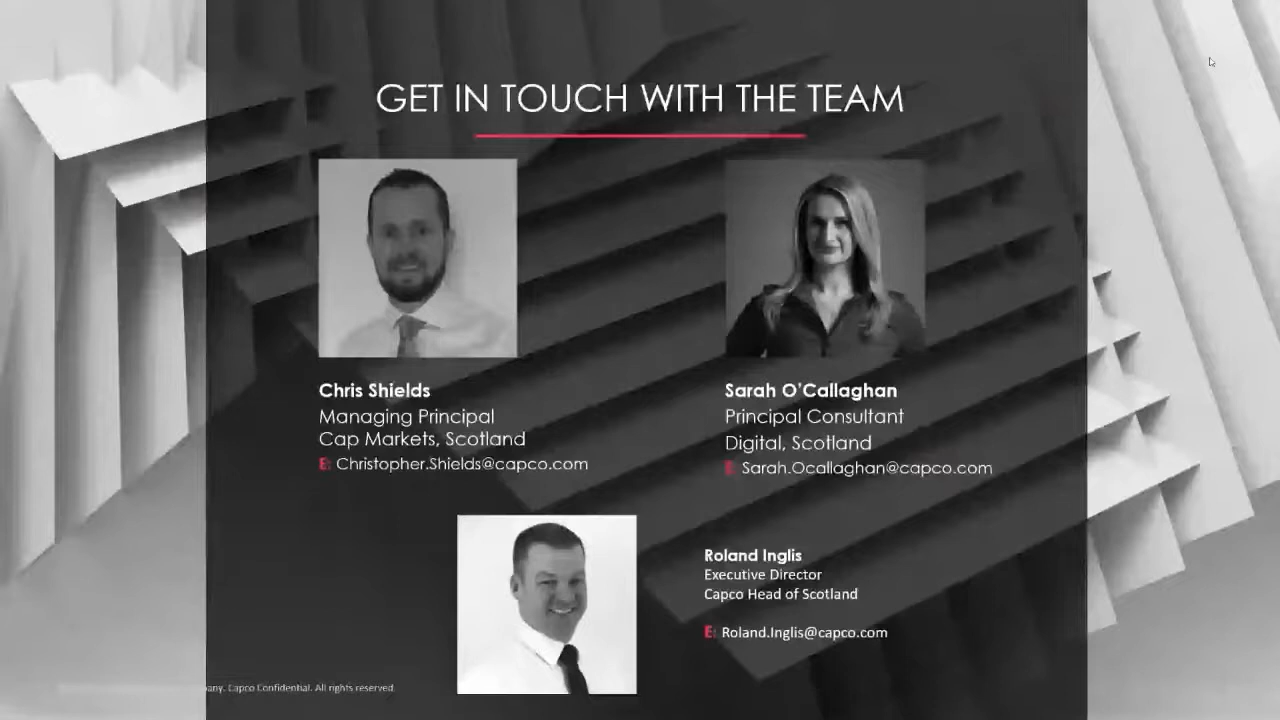 GET IN TOUCH WITH THE TEAM
Chris Shields
Managing Principal
Cap Markets, Scotland
E: Christopher.Shields@capco.com
Sarah O'Callaghan
Principal Consultant
Digital, Scotland
E: Sarah.Ocallaghan@capco.com
Roland Inglis
Executive Director
Capco Head of Scotland
E: Roland.Inglis@capco.com
Capco Confidential. All rights reserved.